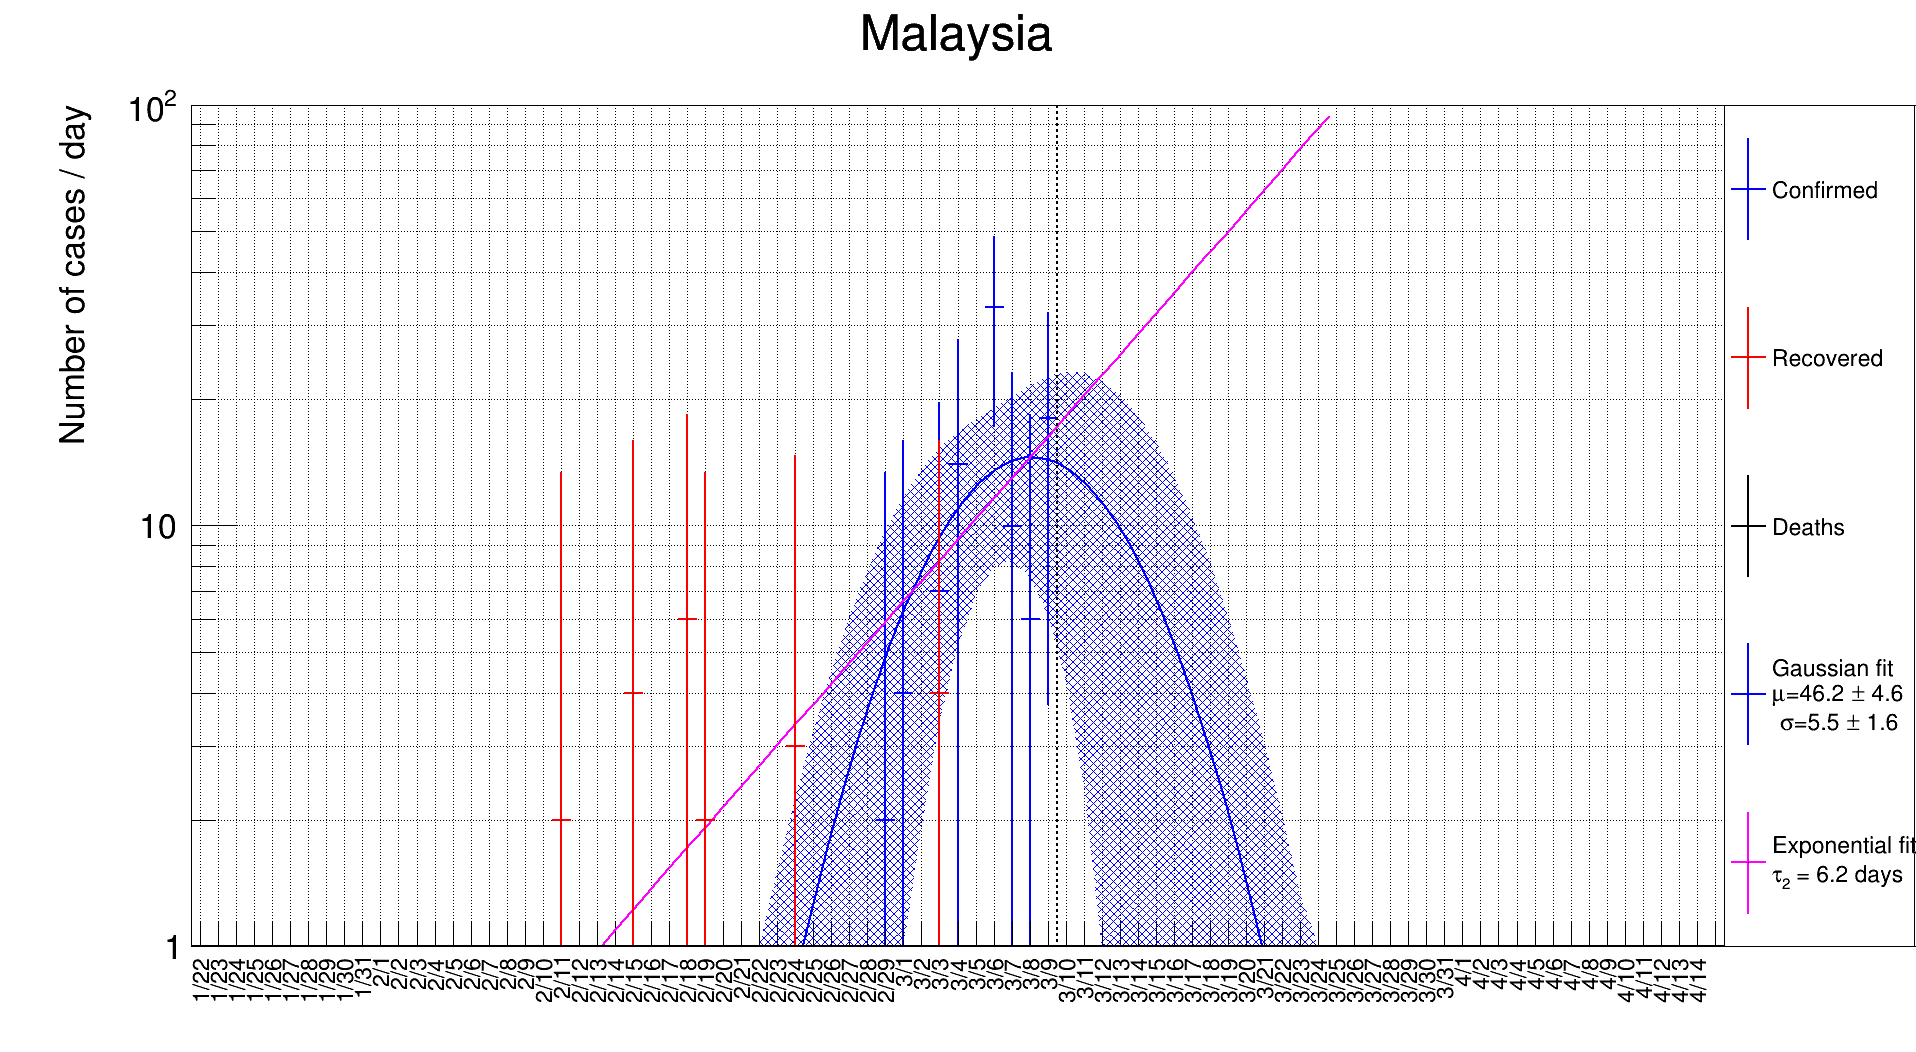 Malaysia
Number of cases / day
10²
10
1
1/22 1/23 1/24 1/25 1/26 1/27 1/28 1/29 1/30 1/31 2/1 2/2 2/3 2/4 2/5 2/6 2/7 2/8 2/9 2/10 2/11 2/12 2/13 2/14 2/15 2/16 2/17 2/18 2/19 2/20 2/21 2/22 2/23 2/24 2/25 2/26 2/27 2/28 2/29 3/1 3/2 3/3 3/4 3/5 3/6 3/7 3/8 3/9 3/10 3/11 3/12 3/13 3/14 3/15 3/16 3/17 3/18 3/19 3/20 3/21 3/22 3/23 3/24 3/25 3/26 3/27 3/28 3/29 3/30 3/31 4/1 4/2 4/3 4/4 4/5 4/6 4/7 4/8 4/9 4/10 4/11 4/12 4/13 4/14
Confirmed
Recovered
Deaths
Gaussian fit
μ=46.2 ± 4.6
σ=5.5 ± 1.6
Exponential fit
τ₂ = 6.2 days